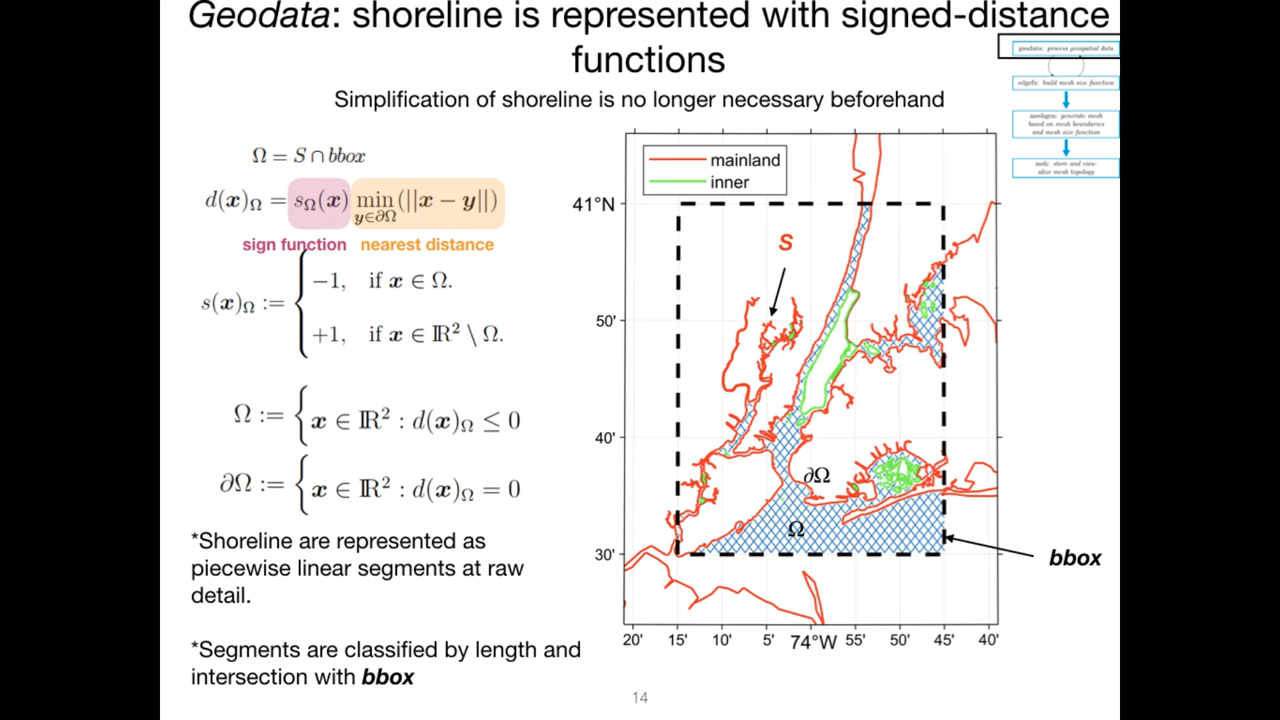 Geodata: shoreline is represented with signed-distance
functions
Simplification of shoreline is no longer necessary beforehand
geodata: process geospatial data
edgefx: build mesh size function
meshgen: generate mesh
based on mesh boundaries
and mesh size function
msh: store and visu-
alize mesh topology
Ω = S ∩ bbox
d(x)Ω = sΩ(x) min(||x − y||)
y∈∂Ω
sign function nearest distance
s(x)Ω := { −1, if x ∈ Ω.
+1, if x ∈ ℝ² \ Ω.
Ω := { x ∈ ℝ² : d(x)Ω ≤ 0
∂Ω := { x ∈ ℝ² : d(x)Ω = 0
*Shoreline are represented as
piecewise linear segments at raw
detail.
*Segments are classified by length and
intersection with bbox
mainland
inner
41°N
50'
40'
30'
S
∂Ω
Ω
bbox
20' 15' 10' 5' 74°W 55' 50' 45' 40'
14